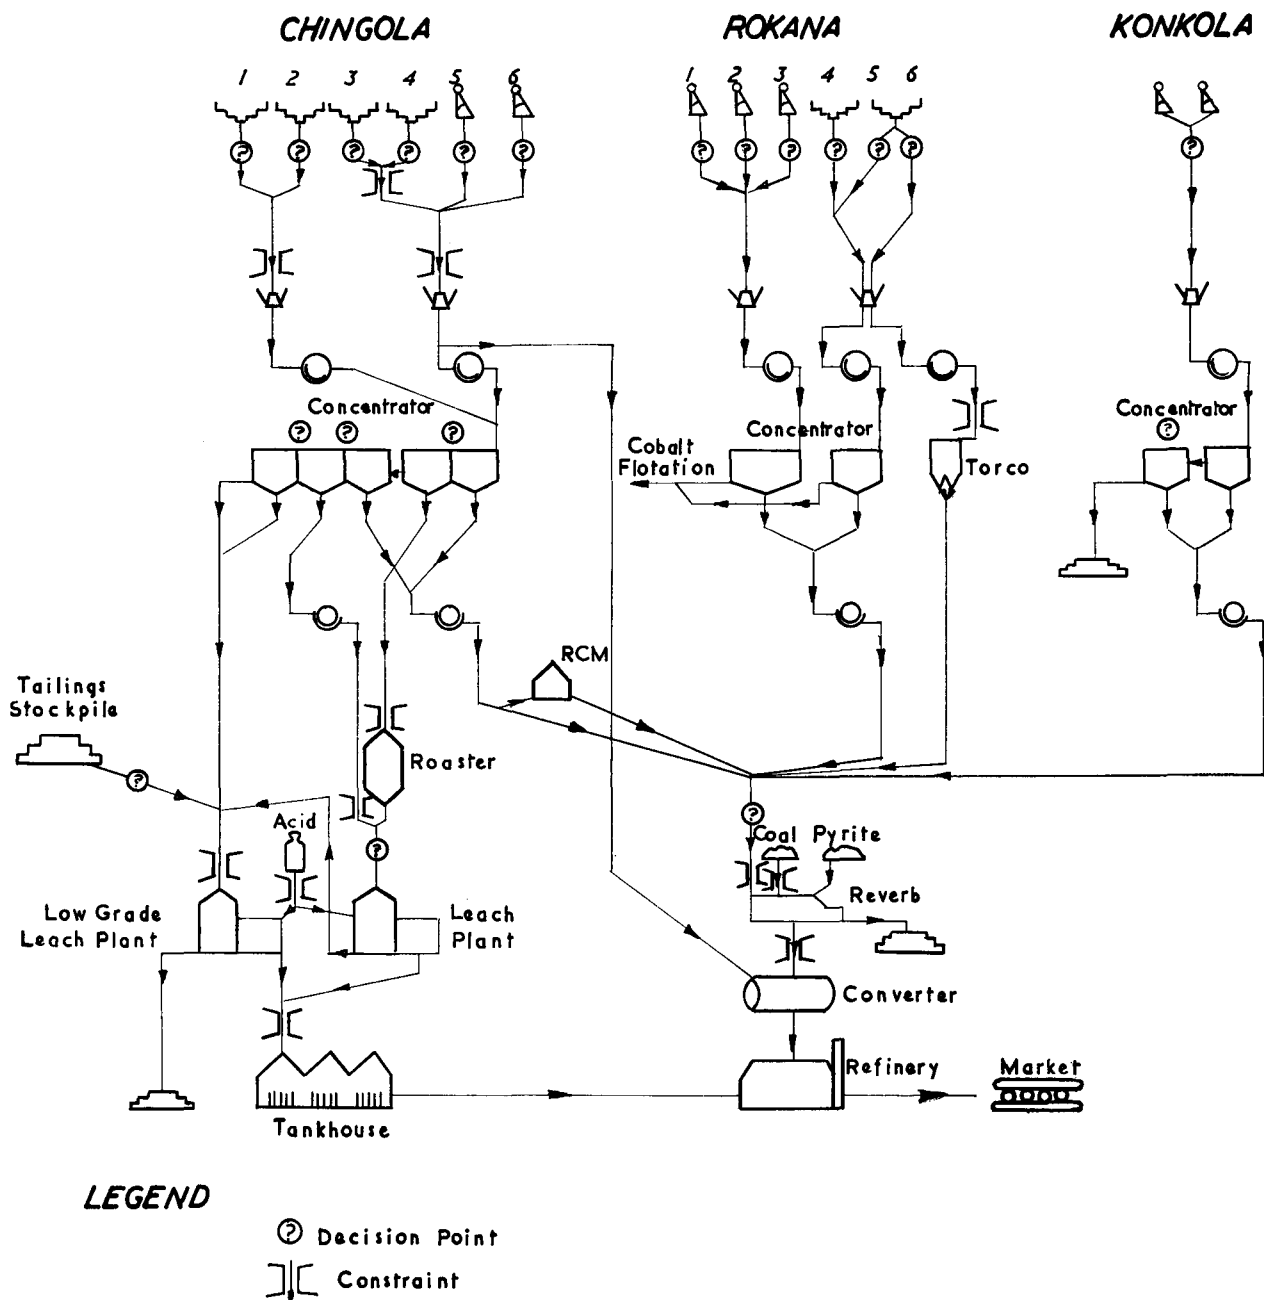 CHINGOLA ROKANA KONKOLA
1 2 3 4 5 6 1 2 3 4 5 6
? ? ? ? ? ? ? ? ? ? ? ? ?
Concentrator
? ? ?
Concentrator
Concentrator
?
Cobalt
Flotation
Torco
RCM
Tailings
Stockpile
?
Roaster
Acid
?
?
Coal Pyrite
Reverb
Low Grade
Leach Plant
Leach
Plant
Converter
Refinery
Market
Tankhouse
LEGEND
? Decision Point
Constraint